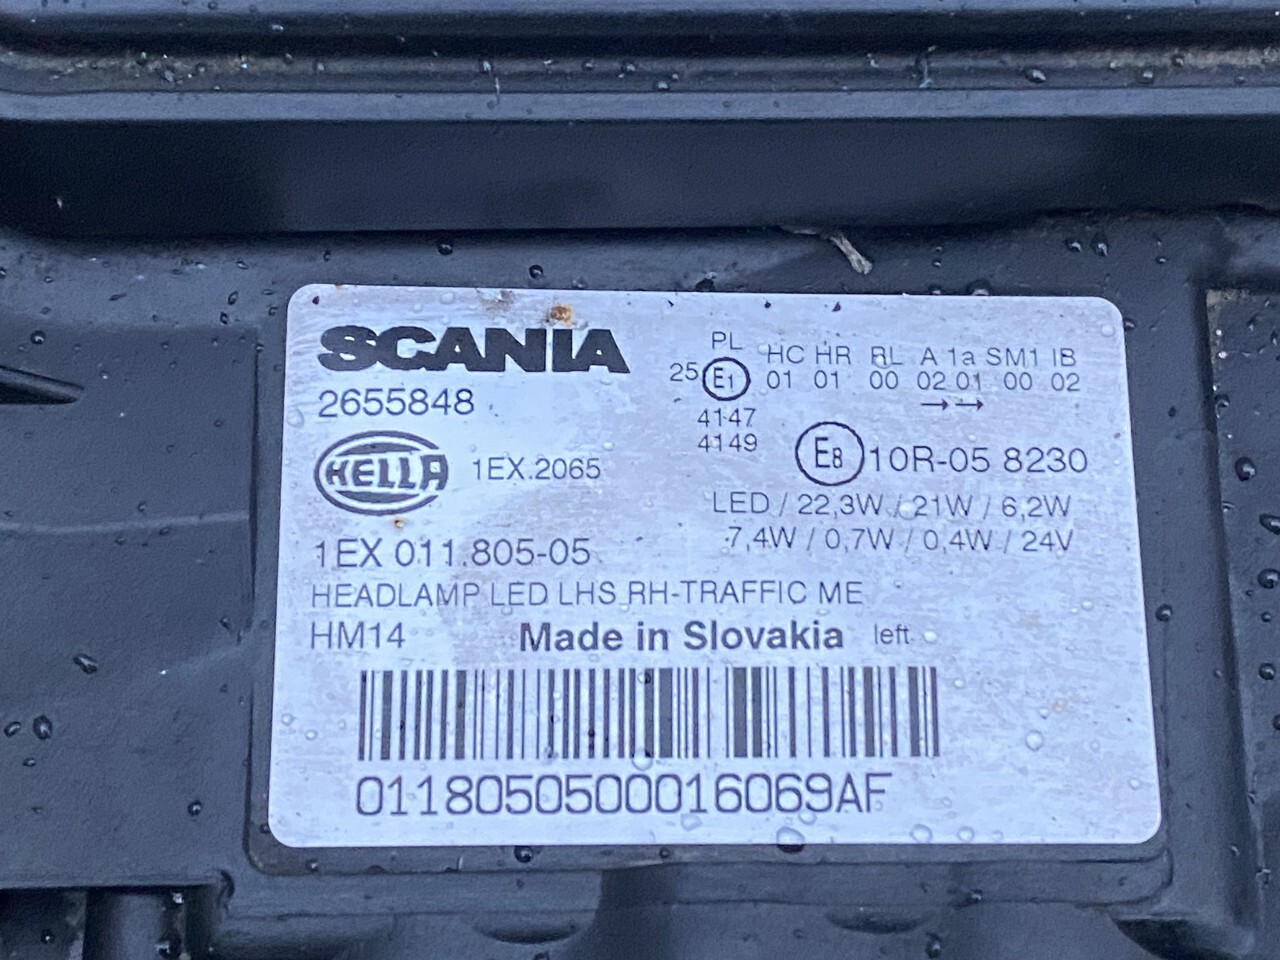 SCANIA
2655848
PL HC HR RL A 1a SM1 IB
25 E1 01 01 00 02 01 00 02
→ →
4147
4149
E8 10R-05 8230
HELLA 1EX.2065
LED / 22,3W / 21W / 6,2W
7,4W / 0,7W / 0,4W / 24V
1EX 011.805-05
HEADLAMP LED LHS RH-TRAFFIC ME
HM14 Made in Slovakia left
0118050500016069AF